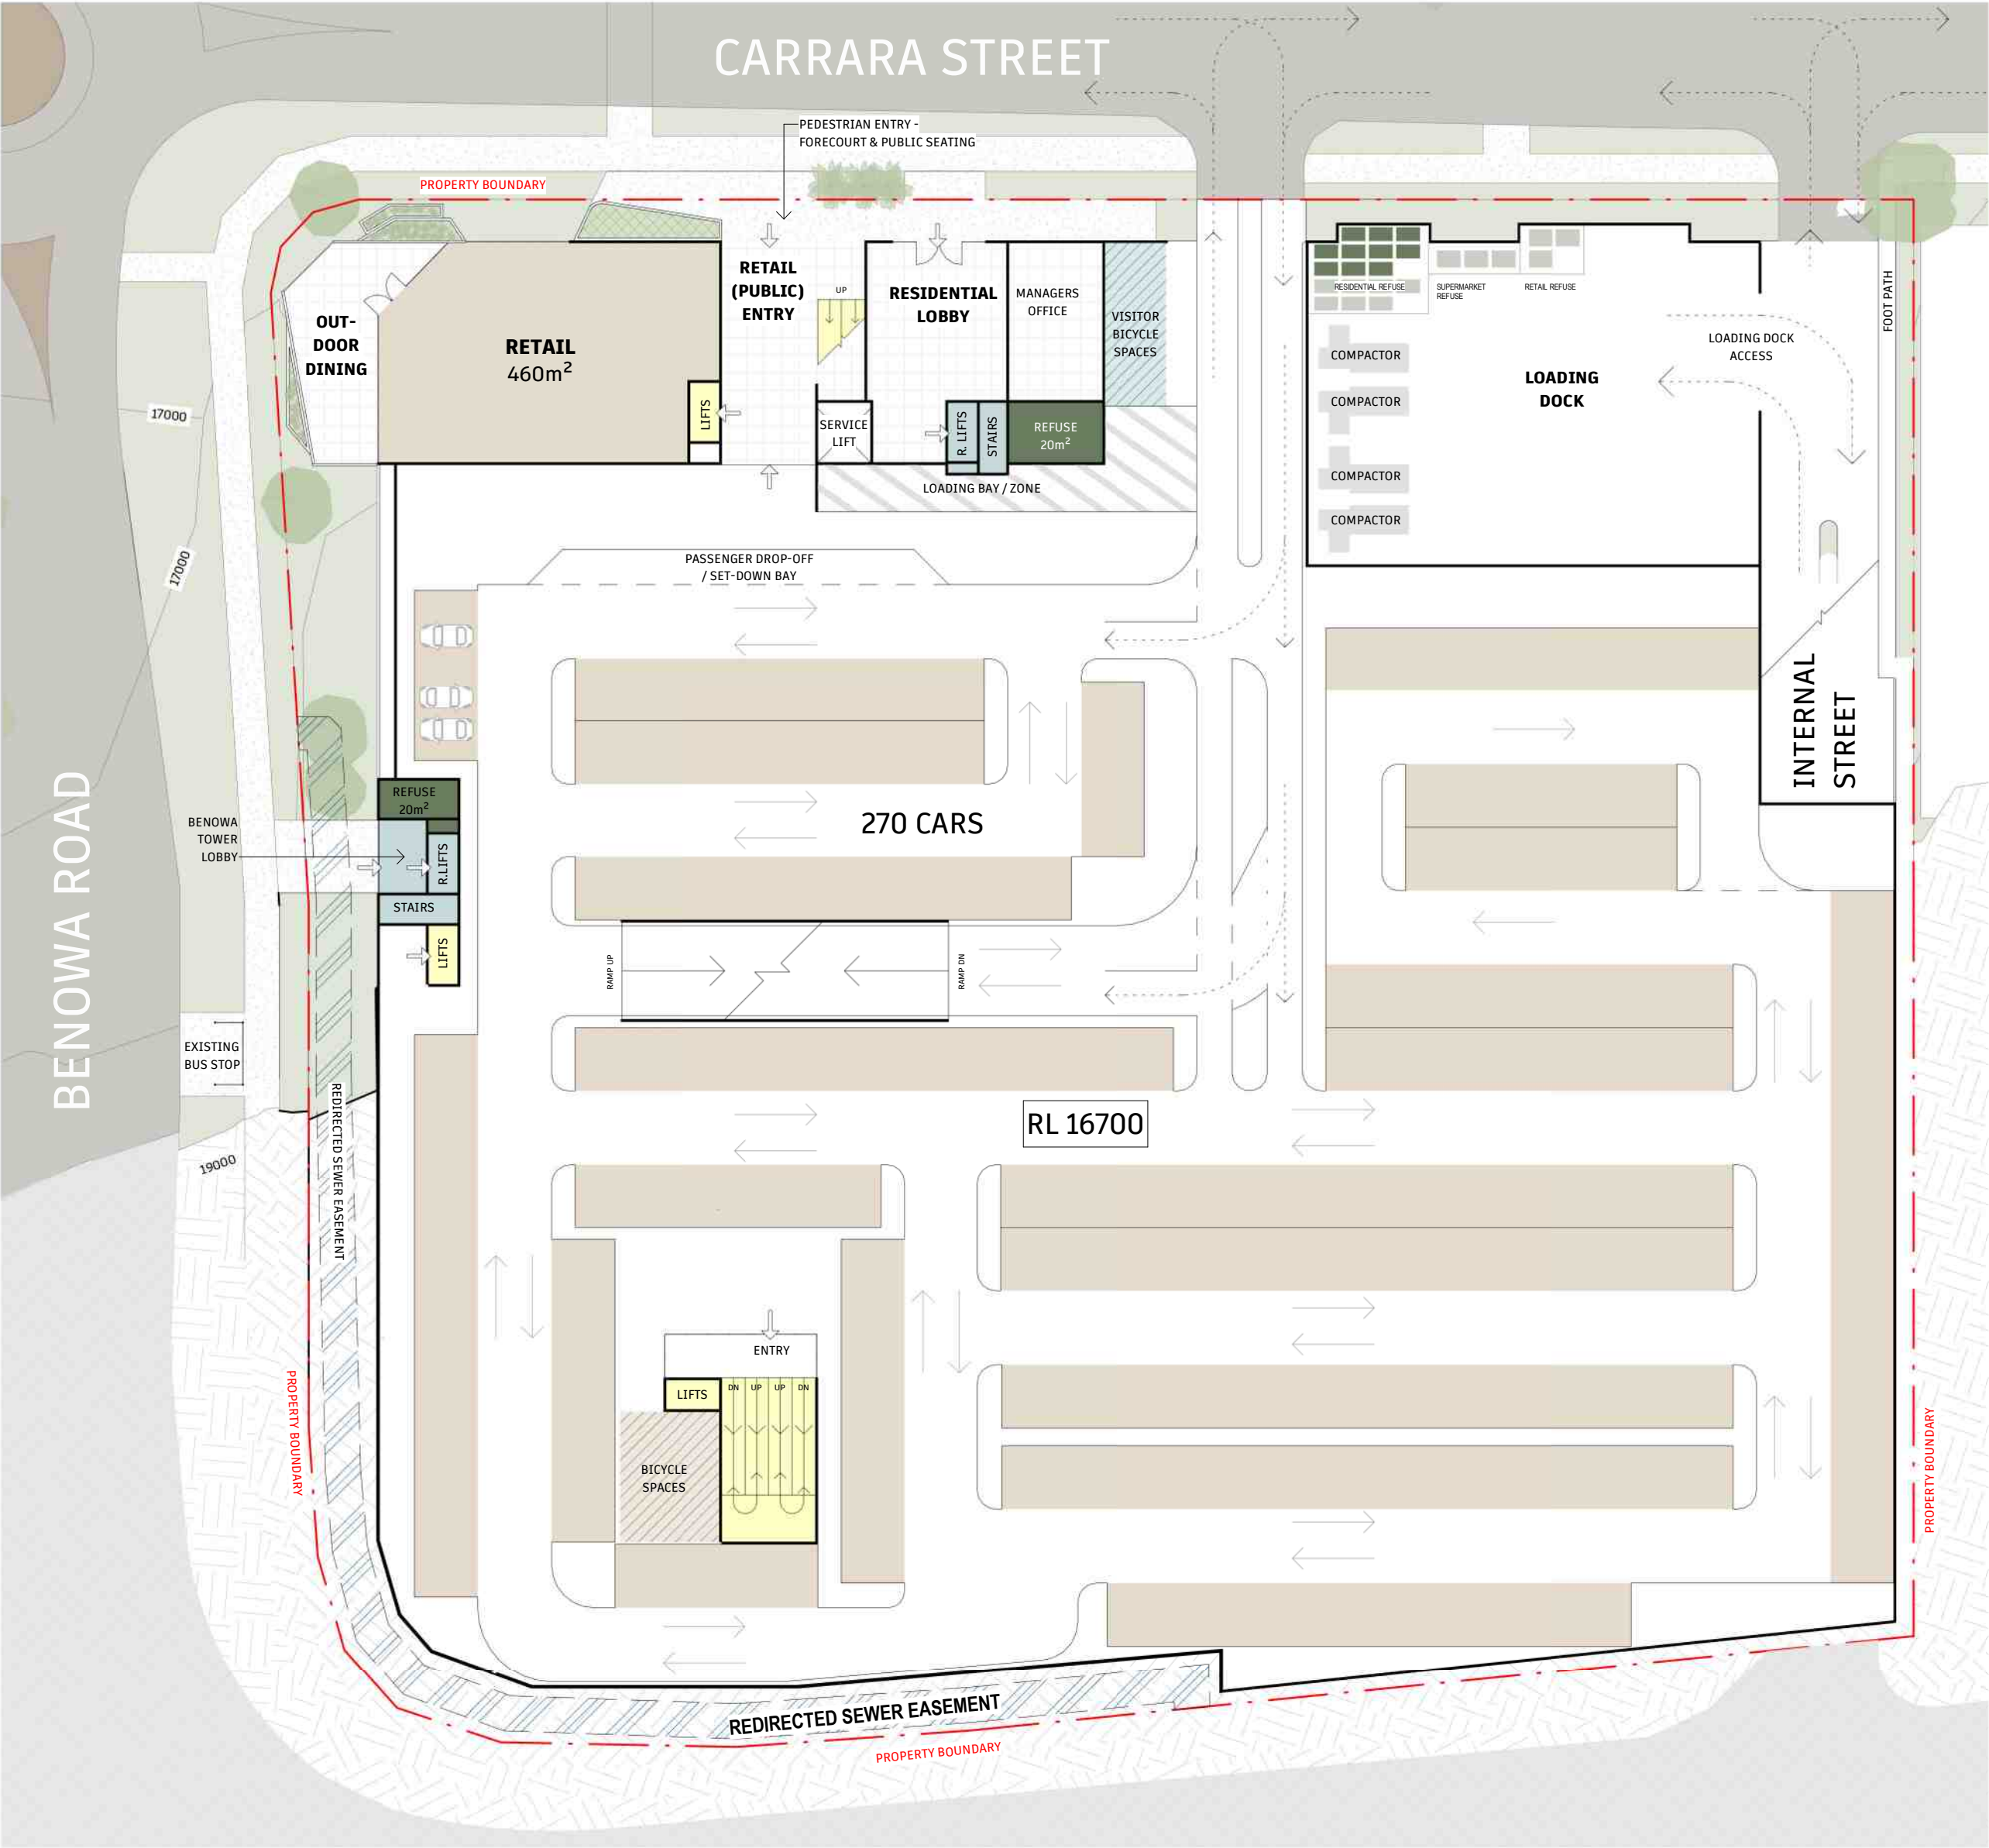 CARRARA STREET
PEDESTRIAN ENTRY -
FORECOURT & PUBLIC SEATING
PROPERTY BOUNDARY
OUT-
DOOR
DINING
RETAIL
460m²
LIFTS
RETAIL
(PUBLIC)
ENTRY
UP
SERVICE
LIFT
RESIDENTIAL
LOBBY
R. LIFTS
STAIRS
MANAGERS
OFFICE
REFUSE
20m²
VISITOR
BICYCLE
SPACES
LOADING BAY / ZONE
RESIDENTIAL REFUSE
SUPERMARKET
REFUSE
RETAIL REFUSE
COMPACTOR
COMPACTOR
COMPACTOR
COMPACTOR
LOADING
DOCK
LOADING DOCK
ACCESS
FOOT PATH
17000
17000
PASSENGER DROP-OFF
/ SET-DOWN BAY
INTERNAL
STREET
BENOWA ROAD
REFUSE
20m²
BENOWA
TOWER
LOBBY
R.LIFTS
STAIRS
LIFTS
270 CARS
RAMP UP
RAMP DN
EXISTING
BUS STOP
REDIRECTED SEWER EASEMENT
19000
RL 16700
ENTRY
LIFTS
DN
UP
UP
DN
BICYCLE
SPACES
PROPERTY BOUNDARY
PROPERTY BOUNDARY
REDIRECTED SEWER EASEMENT
PROPERTY BOUNDARY